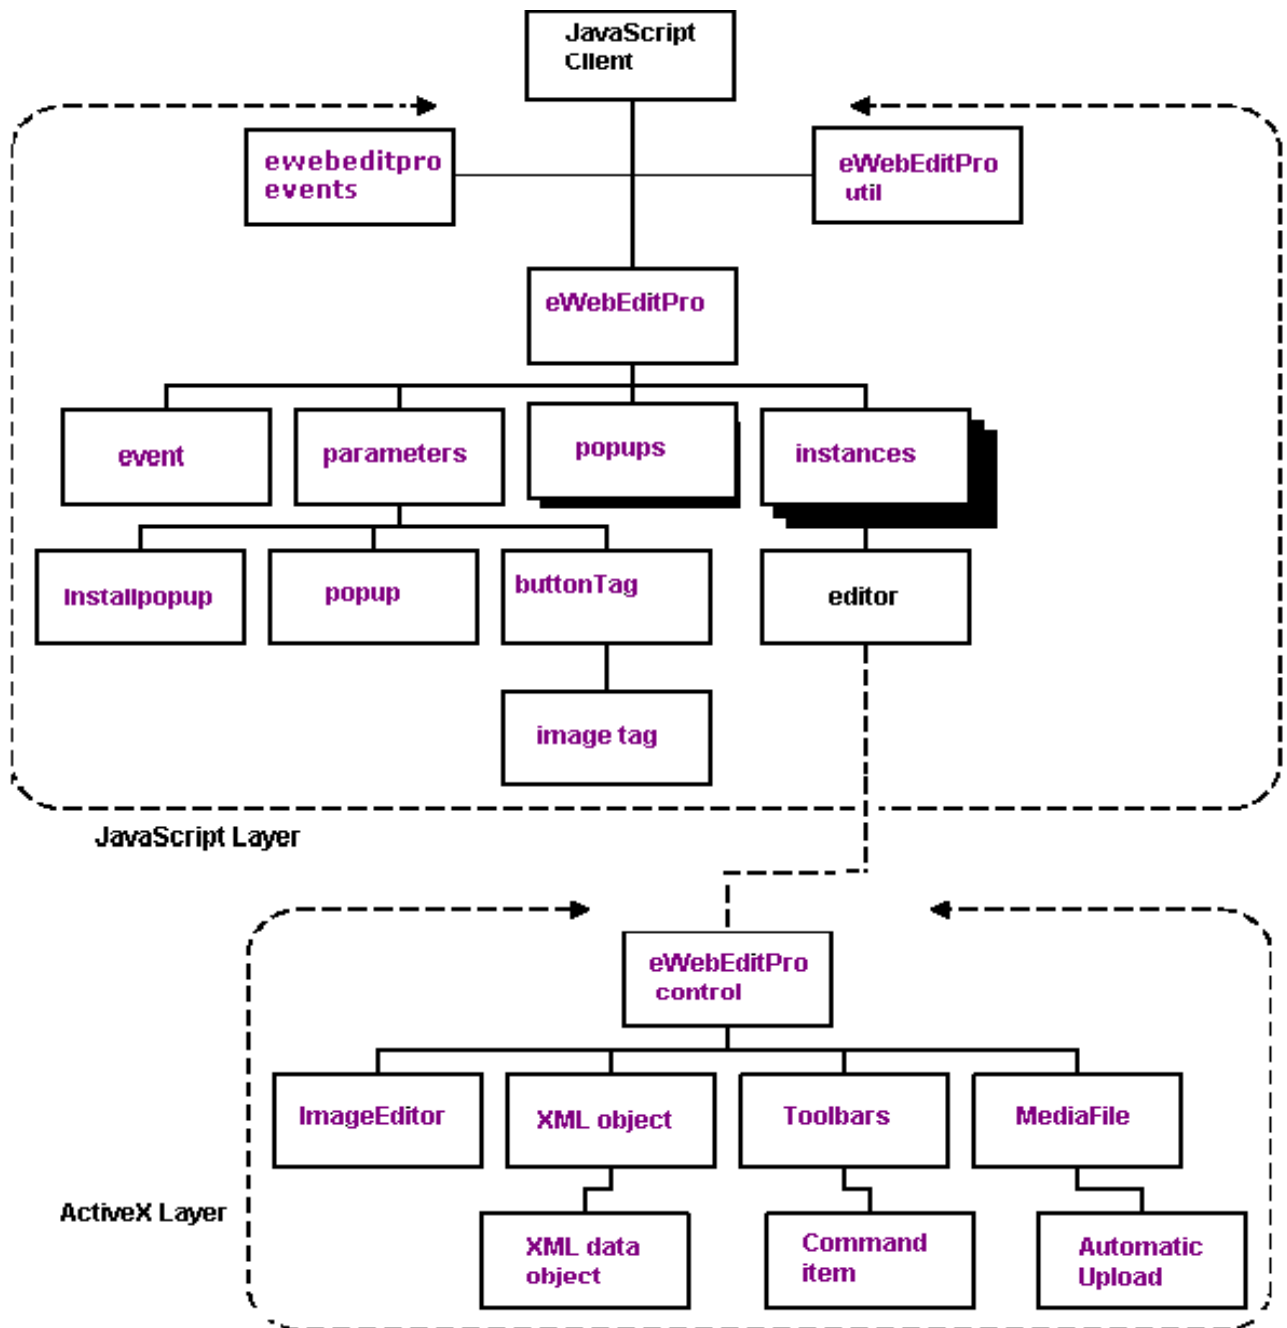 JavaScript
Client
ewebeditpro
events
eWebEditPro
util
eWebEditPro
event
parameters
popups
instances
installpopup
popup
buttonTag
editor
image tag
JavaScript Layer
eWebEditPro
control
ImageEditor
XML object
Toolbars
MediaFile
ActiveX Layer
XML data
object
Command
item
Automatic
Upload